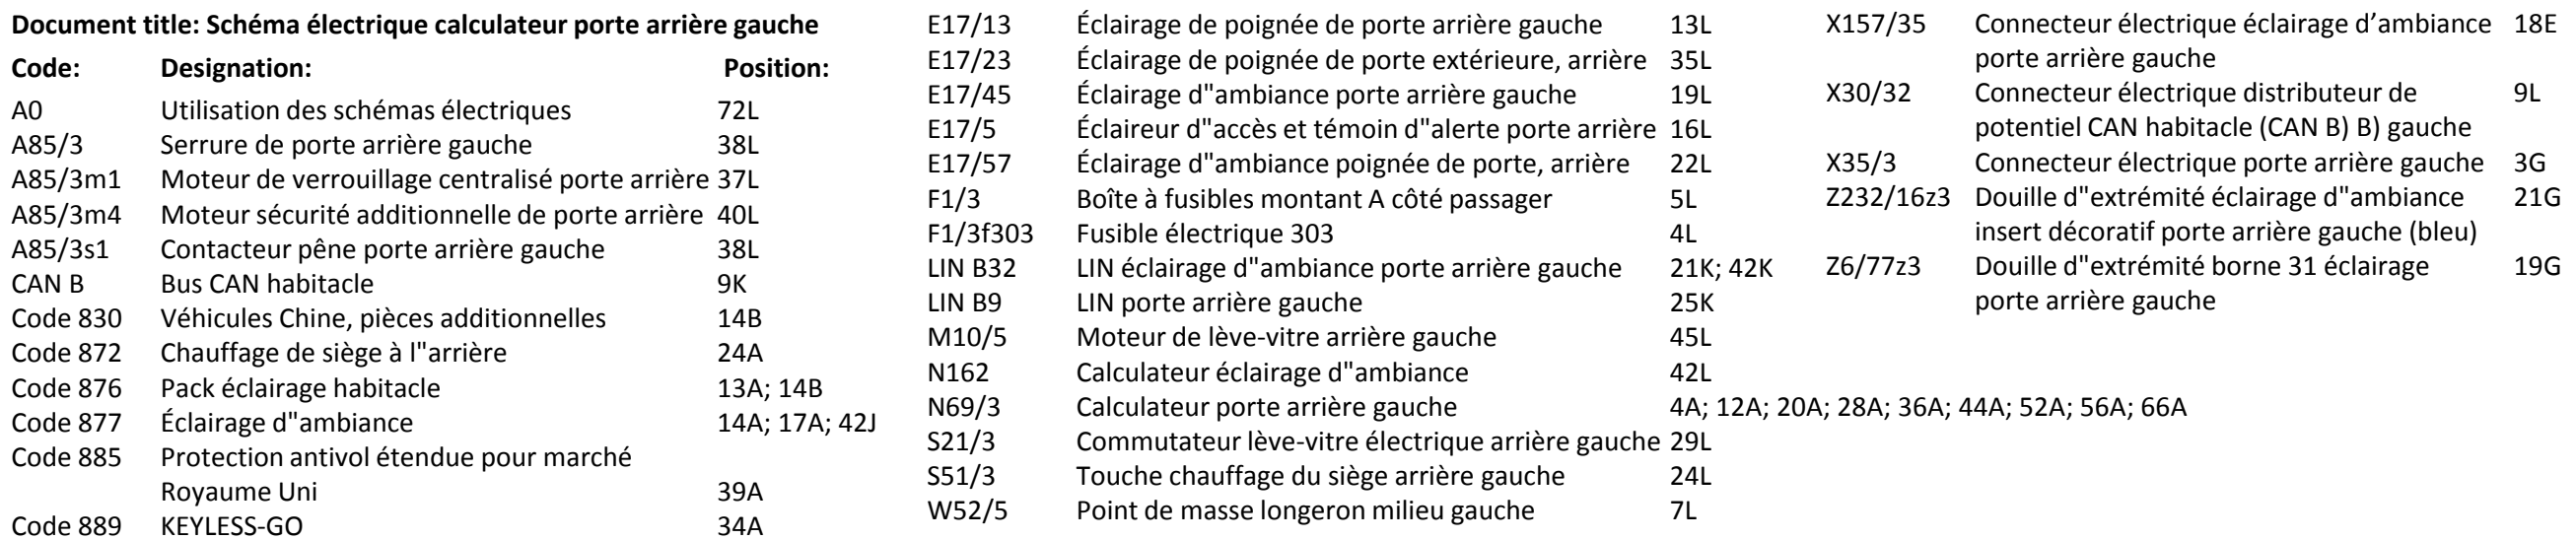 Document title: Schéma électrique calculateur porte arrière gauche
Code: Designation: Position:
A0 Utilisation des schémas électriques 72L
A85/3 Serrure de porte arrière gauche 38L
A85/3m1 Moteur de verrouillage centralisé porte arrière 37L
A85/3m4 Moteur sécurité additionnelle de porte arrière 40L
A85/3s1 Contacteur pêne porte arrière gauche 38L
CAN B Bus CAN habitacle 9K
Code 830 Véhicules Chine, pièces additionnelles 14B
Code 872 Chauffage de siège à l"arrière 24A
Code 876 Pack éclairage habitacle 13A; 14B
Code 877 Éclairage d"ambiance 14A; 17A; 42J
Code 885 Protection antivol étendue pour marché
Royaume Uni 39A
Code 889 KEYLESS-GO 34A
E17/13 Éclairage de poignée de porte arrière gauche 13L
E17/23 Éclairage de poignée de porte extérieure, arrière 35L
E17/45 Éclairage d"ambiance porte arrière gauche 19L
E17/5 Éclaireur d"accès et témoin d"alerte porte arrière 16L
E17/57 Éclairage d"ambiance poignée de porte, arrière 22L
F1/3 Boîte à fusibles montant A côté passager 5L
F1/3f303 Fusible électrique 303 4L
LIN B32 LIN éclairage d"ambiance porte arrière gauche 21K; 42K
LIN B9 LIN porte arrière gauche 25K
M10/5 Moteur de lève-vitre arrière gauche 45L
N162 Calculateur éclairage d"ambiance 42L
N69/3 Calculateur porte arrière gauche 4A; 12A; 20A; 28A; 36A; 44A; 52A; 56A; 66A
S21/3 Commutateur lève-vitre électrique arrière gauche 29L
S51/3 Touche chauffage du siège arrière gauche 24L
W52/5 Point de masse longeron milieu gauche 7L
X157/35 Connecteur électrique éclairage d’ambiance 18E
porte arrière gauche
X30/32 Connecteur électrique distributeur de 9L
potentiel CAN habitacle (CAN B) B) gauche
X35/3 Connecteur électrique porte arrière gauche 3G
Z232/16z3 Douille d"extrémité éclairage d"ambiance 21G
insert décoratif porte arrière gauche (bleu)
Z6/77z3 Douille d"extrémité borne 31 éclairage 19G
porte arrière gauche